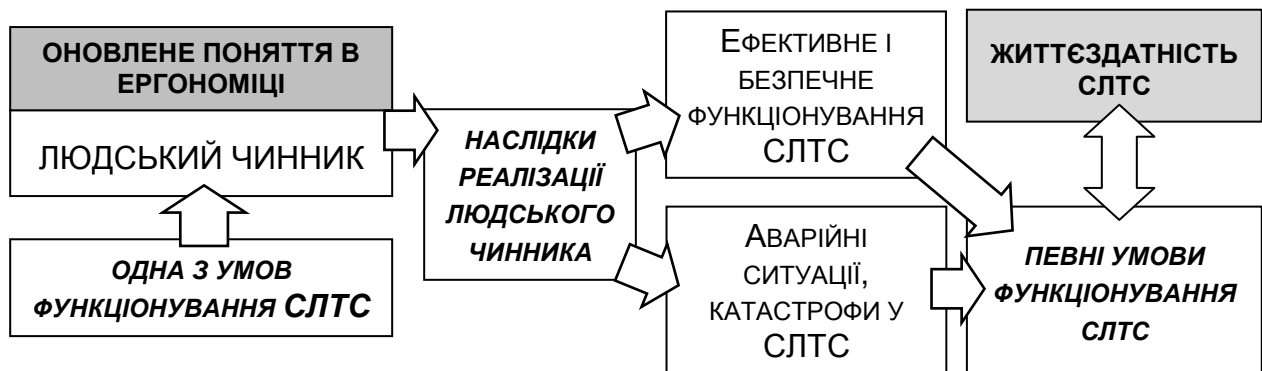 ОНОВЛЕНЕ ПОНЯТТЯ В
ЕРГОНОМІЦІ
ЛЮДСЬКИЙ ЧИННИК
ОДНА З УМОВ
ФУНКЦІОНУВАННЯ СЛТС
НАСЛІДКИ
РЕАЛІЗАЦІЇ
ЛЮДСЬКОГО
ЧИННИКА
ЕФЕКТИВНЕ І
БЕЗПЕЧНЕ
ФУНКЦІОНУВАННЯ
СЛТС
АВАРІЙНІ
СИТУАЦІЇ,
КАТАСТРОФИ У
СЛТС
ЖИТТЄЗДАТНІСТЬ
СЛТС
ПЕВНІ УМОВИ
ФУНКЦІОНУВАННЯ
СЛТС